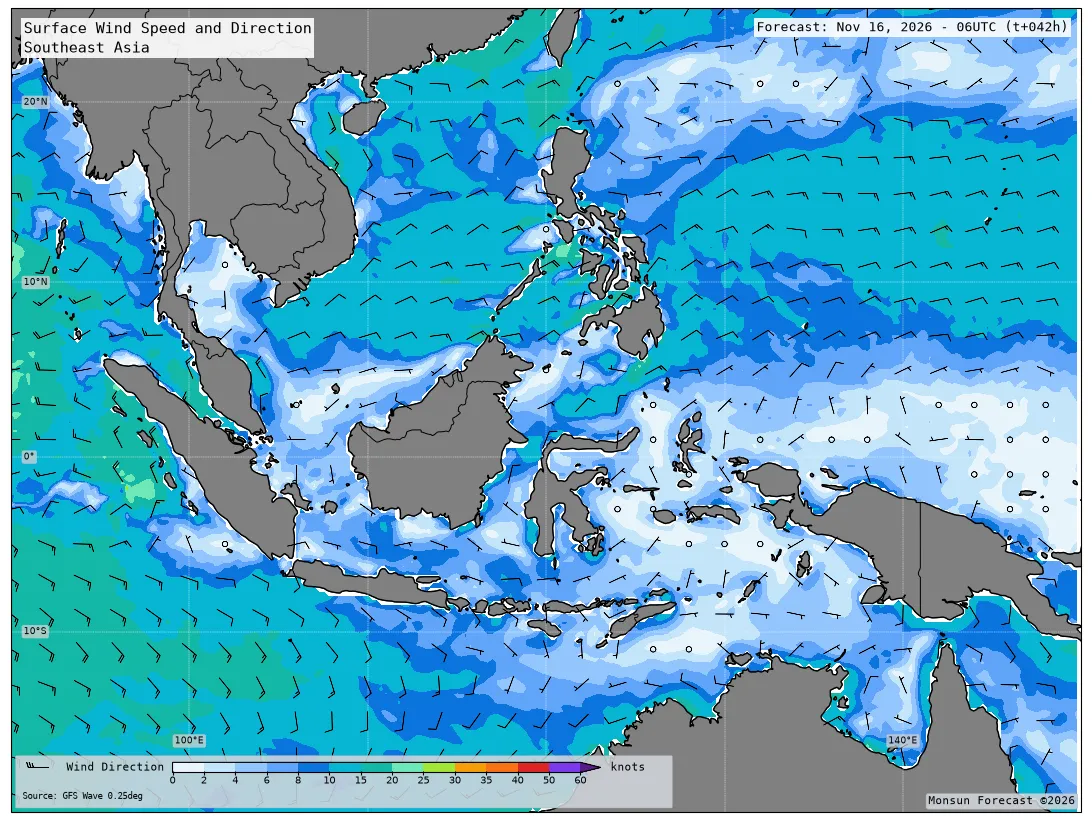 Surface Wind Speed and Direction
Southeast Asia
Forecast: Nov 16, 2026 - 06UTC (t+042h)
20°N
10°N
0°
10°S
100°E
140°E
Wind Direction
knots
0 2 4 6 8 10 15 20 25 30 35 40 50 60
Source: GFS Wave 0.25deg
Monsun Forecast ©2026